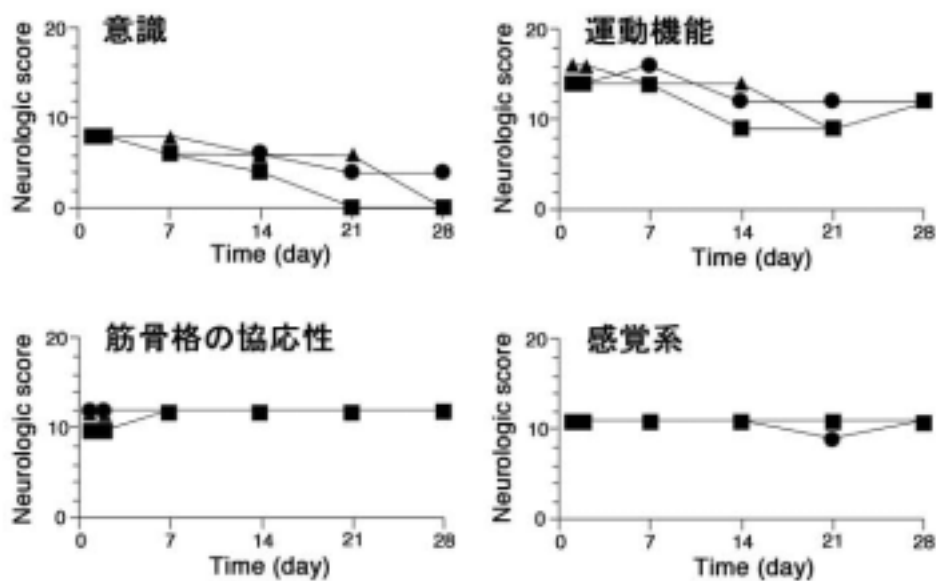 意識
Neurologic score
20
10
0
0 7 14 21 28
Time (day)
運動機能
Neurologic score
20
10
0
0 7 14 21 28
Time (day)
筋骨格の協応性
Neurologic score
20
10
0
0 7 14 21 28
Time (day)
感覚系
Neurologic score
20
10
0
0 7 14 21 28
Time (day)